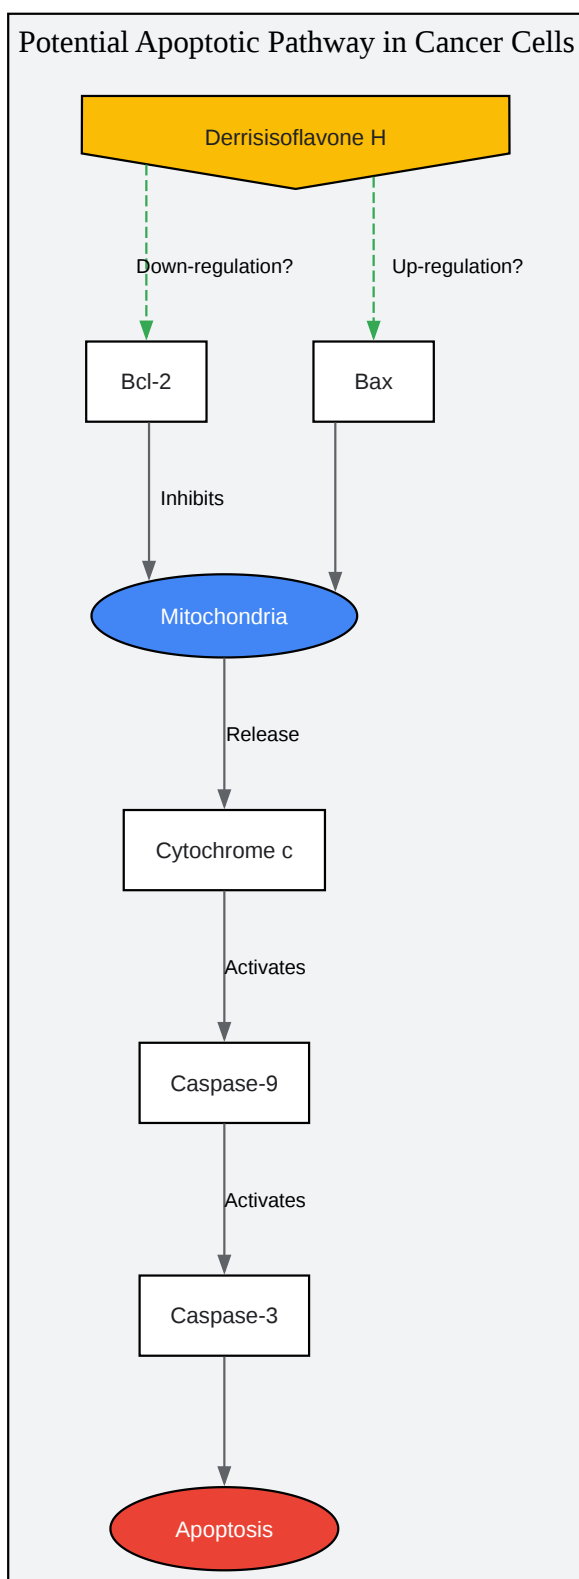 Potential Apoptotic Pathway in Cancer Cells
Derrisisoflavone H
Down-regulation?
Up-regulation?
Bcl-2
Bax
Inhibits
Mitochondria
Release
Cytochrome c
Activates
Caspase-9
Activates
Caspase-3
Apoptosis